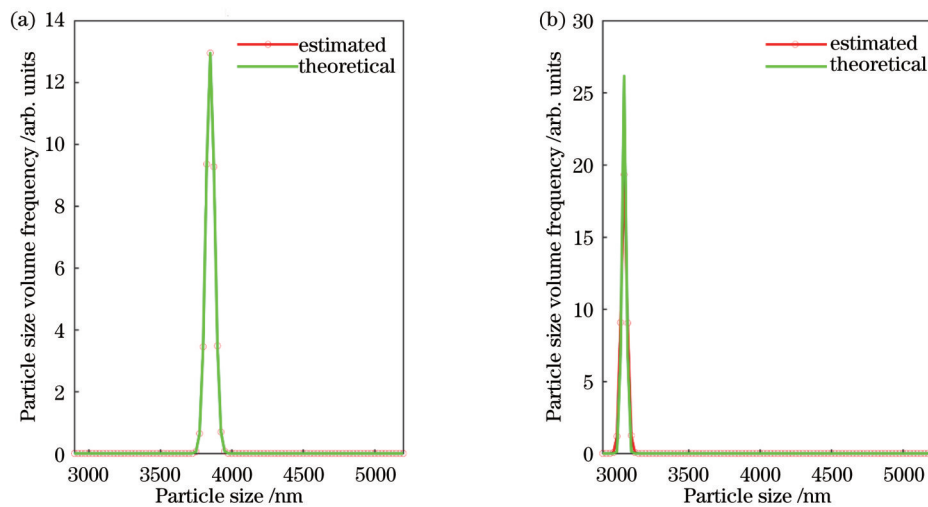 (a)
14
12
10
8
6
4
2
0
Particle size volume frequency /arb. units
estimated
theoretical
3000 3500 4000 4500 5000
Particle size /nm
(b)
30
25
20
15
10
5
0
Particle size volume frequency /arb. units
estimated
theoretical
3000 3500 4000 4500 5000
Particle size /nm